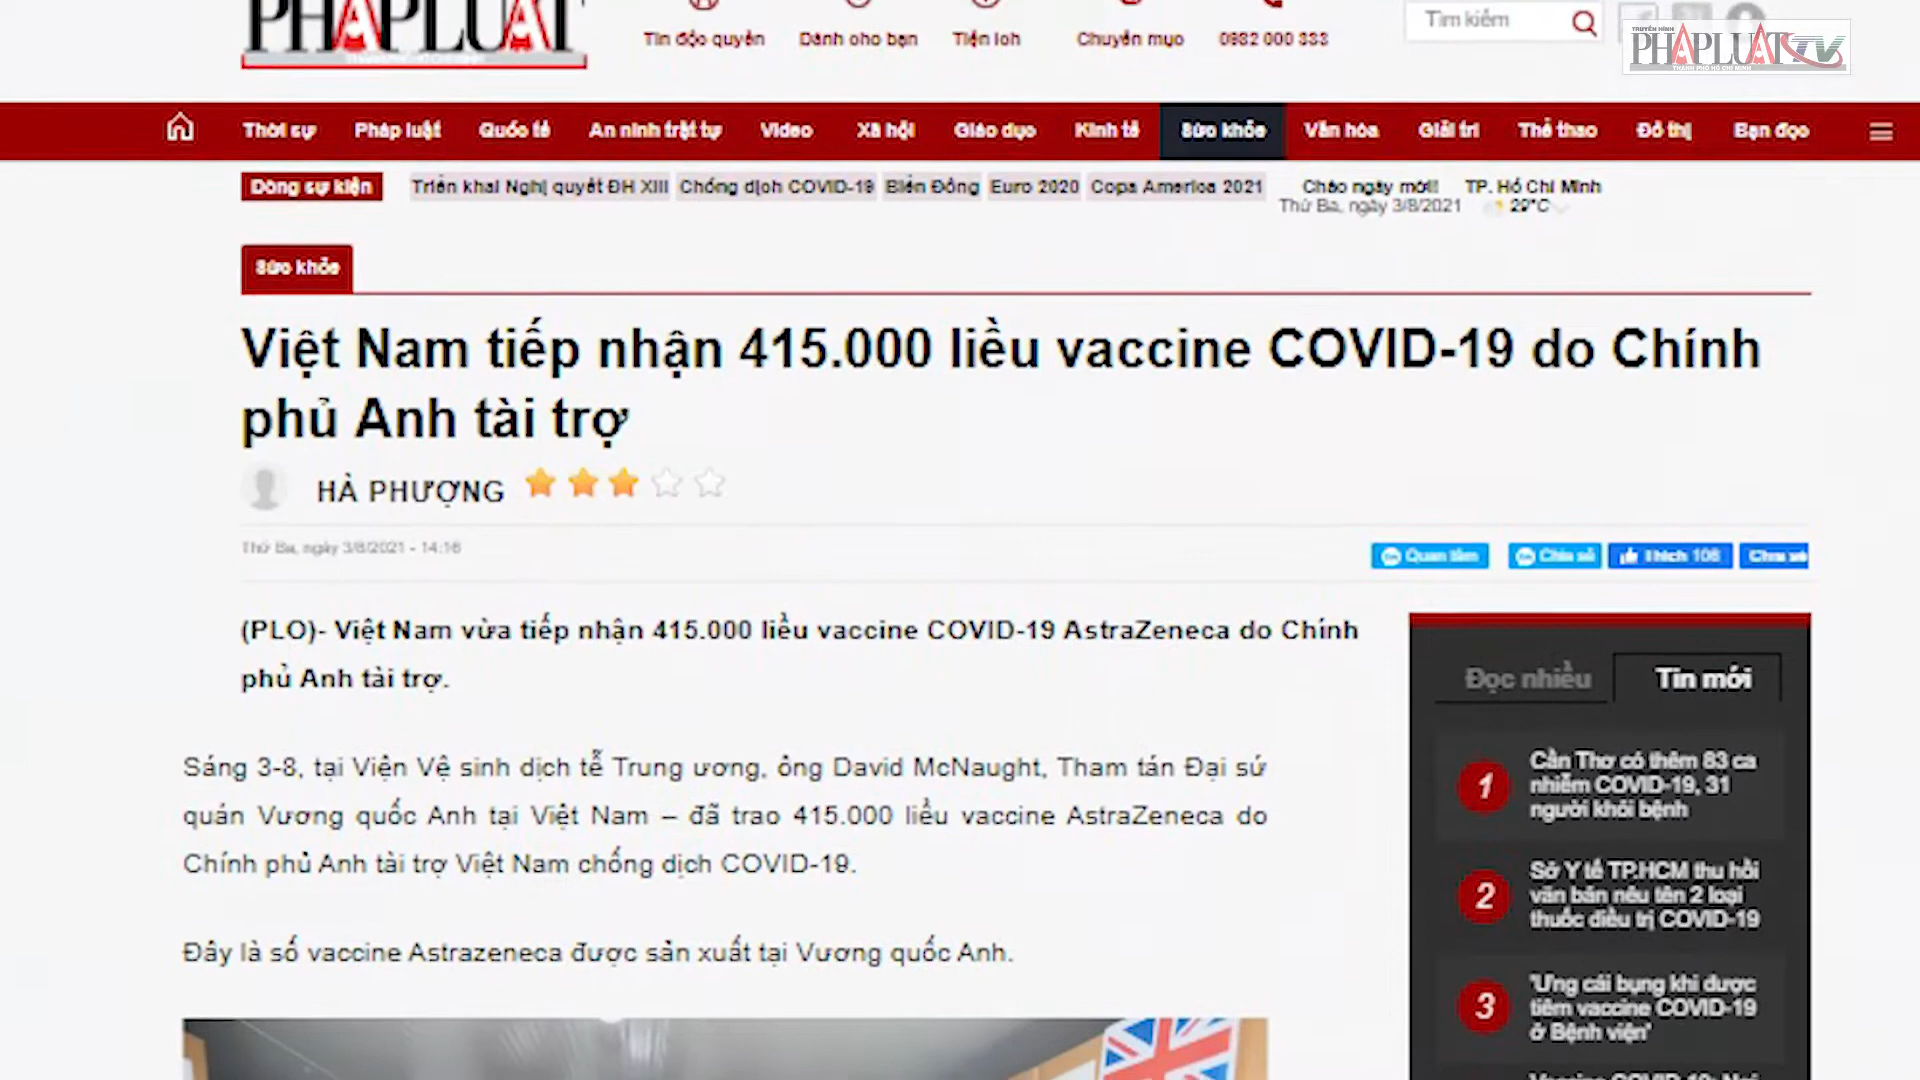 PHÁP LUẬT
Tin độc quyền Dành cho bạn Tiện ích Chuyên mục 0932 000 333
Tìm kiếm
TRUYỀN HÌNH
PHÁP LUẬT TV
THÀNH PHỐ HỒ CHÍ MINH
Thời sự Pháp luật Quốc tế An ninh trật tự Video Xã hội Giáo dục Kinh tế Sức khỏe Văn hóa Giải trí Thể thao Đô thị Bạn đọc
Dòng sự kiện Triển khai Nghị quyết ĐH XIII Chống dịch COVID-19 Biển Đông Euro 2020 Copa America 2021 Chào ngày mới! TP. Hồ Chí Minh
Thứ Ba, ngày 3/8/2021 29°C
Sức khỏe
Việt Nam tiếp nhận 415.000 liều vaccine COVID-19 do Chính
phủ Anh tài trợ
HÀ PHƯỢNG
Thứ Ba, ngày 3/8/2021 - 14:16
Quan tâm Chia sẻ Thích 106 Chia sẻ
(PLO)- Việt Nam vừa tiếp nhận 415.000 liều vaccine COVID-19 AstraZeneca do Chính
phủ Anh tài trợ.
Sáng 3-8, tại Viện Vệ sinh dịch tễ Trung ương, ông David McNaught, Tham tán Đại sứ
quán Vương quốc Anh tại Việt Nam – đã trao 415.000 liều vaccine AstraZeneca do
Chính phủ Anh tài trợ Việt Nam chống dịch COVID-19.
Đây là số vaccine Astrazeneca được sản xuất tại Vương quốc Anh.
Đọc nhiều Tin mới
1 Cần Thơ có thêm 83 ca
nhiễm COVID-19, 31
người khỏi bệnh
2 Sở Y tế TP.HCM thu hồi
văn bản nêu tên 2 loại
thuốc điều trị COVID-19
3 'Ưng cái bụng khi được
tiêm vaccine COVID-19
ở Bệnh viện'